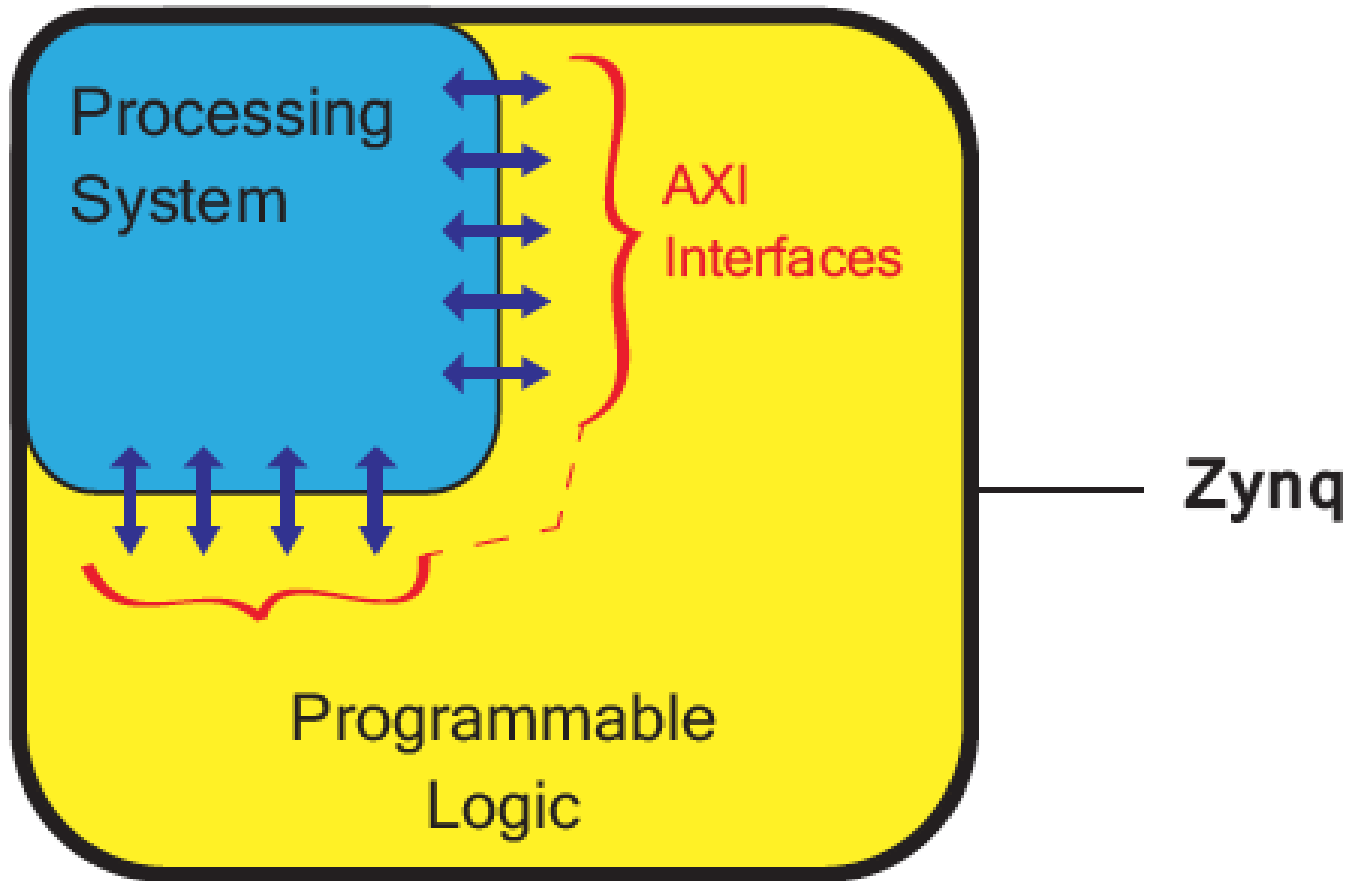 Processing
System
AXI
Interfaces
Zynq
Programmable
Logic